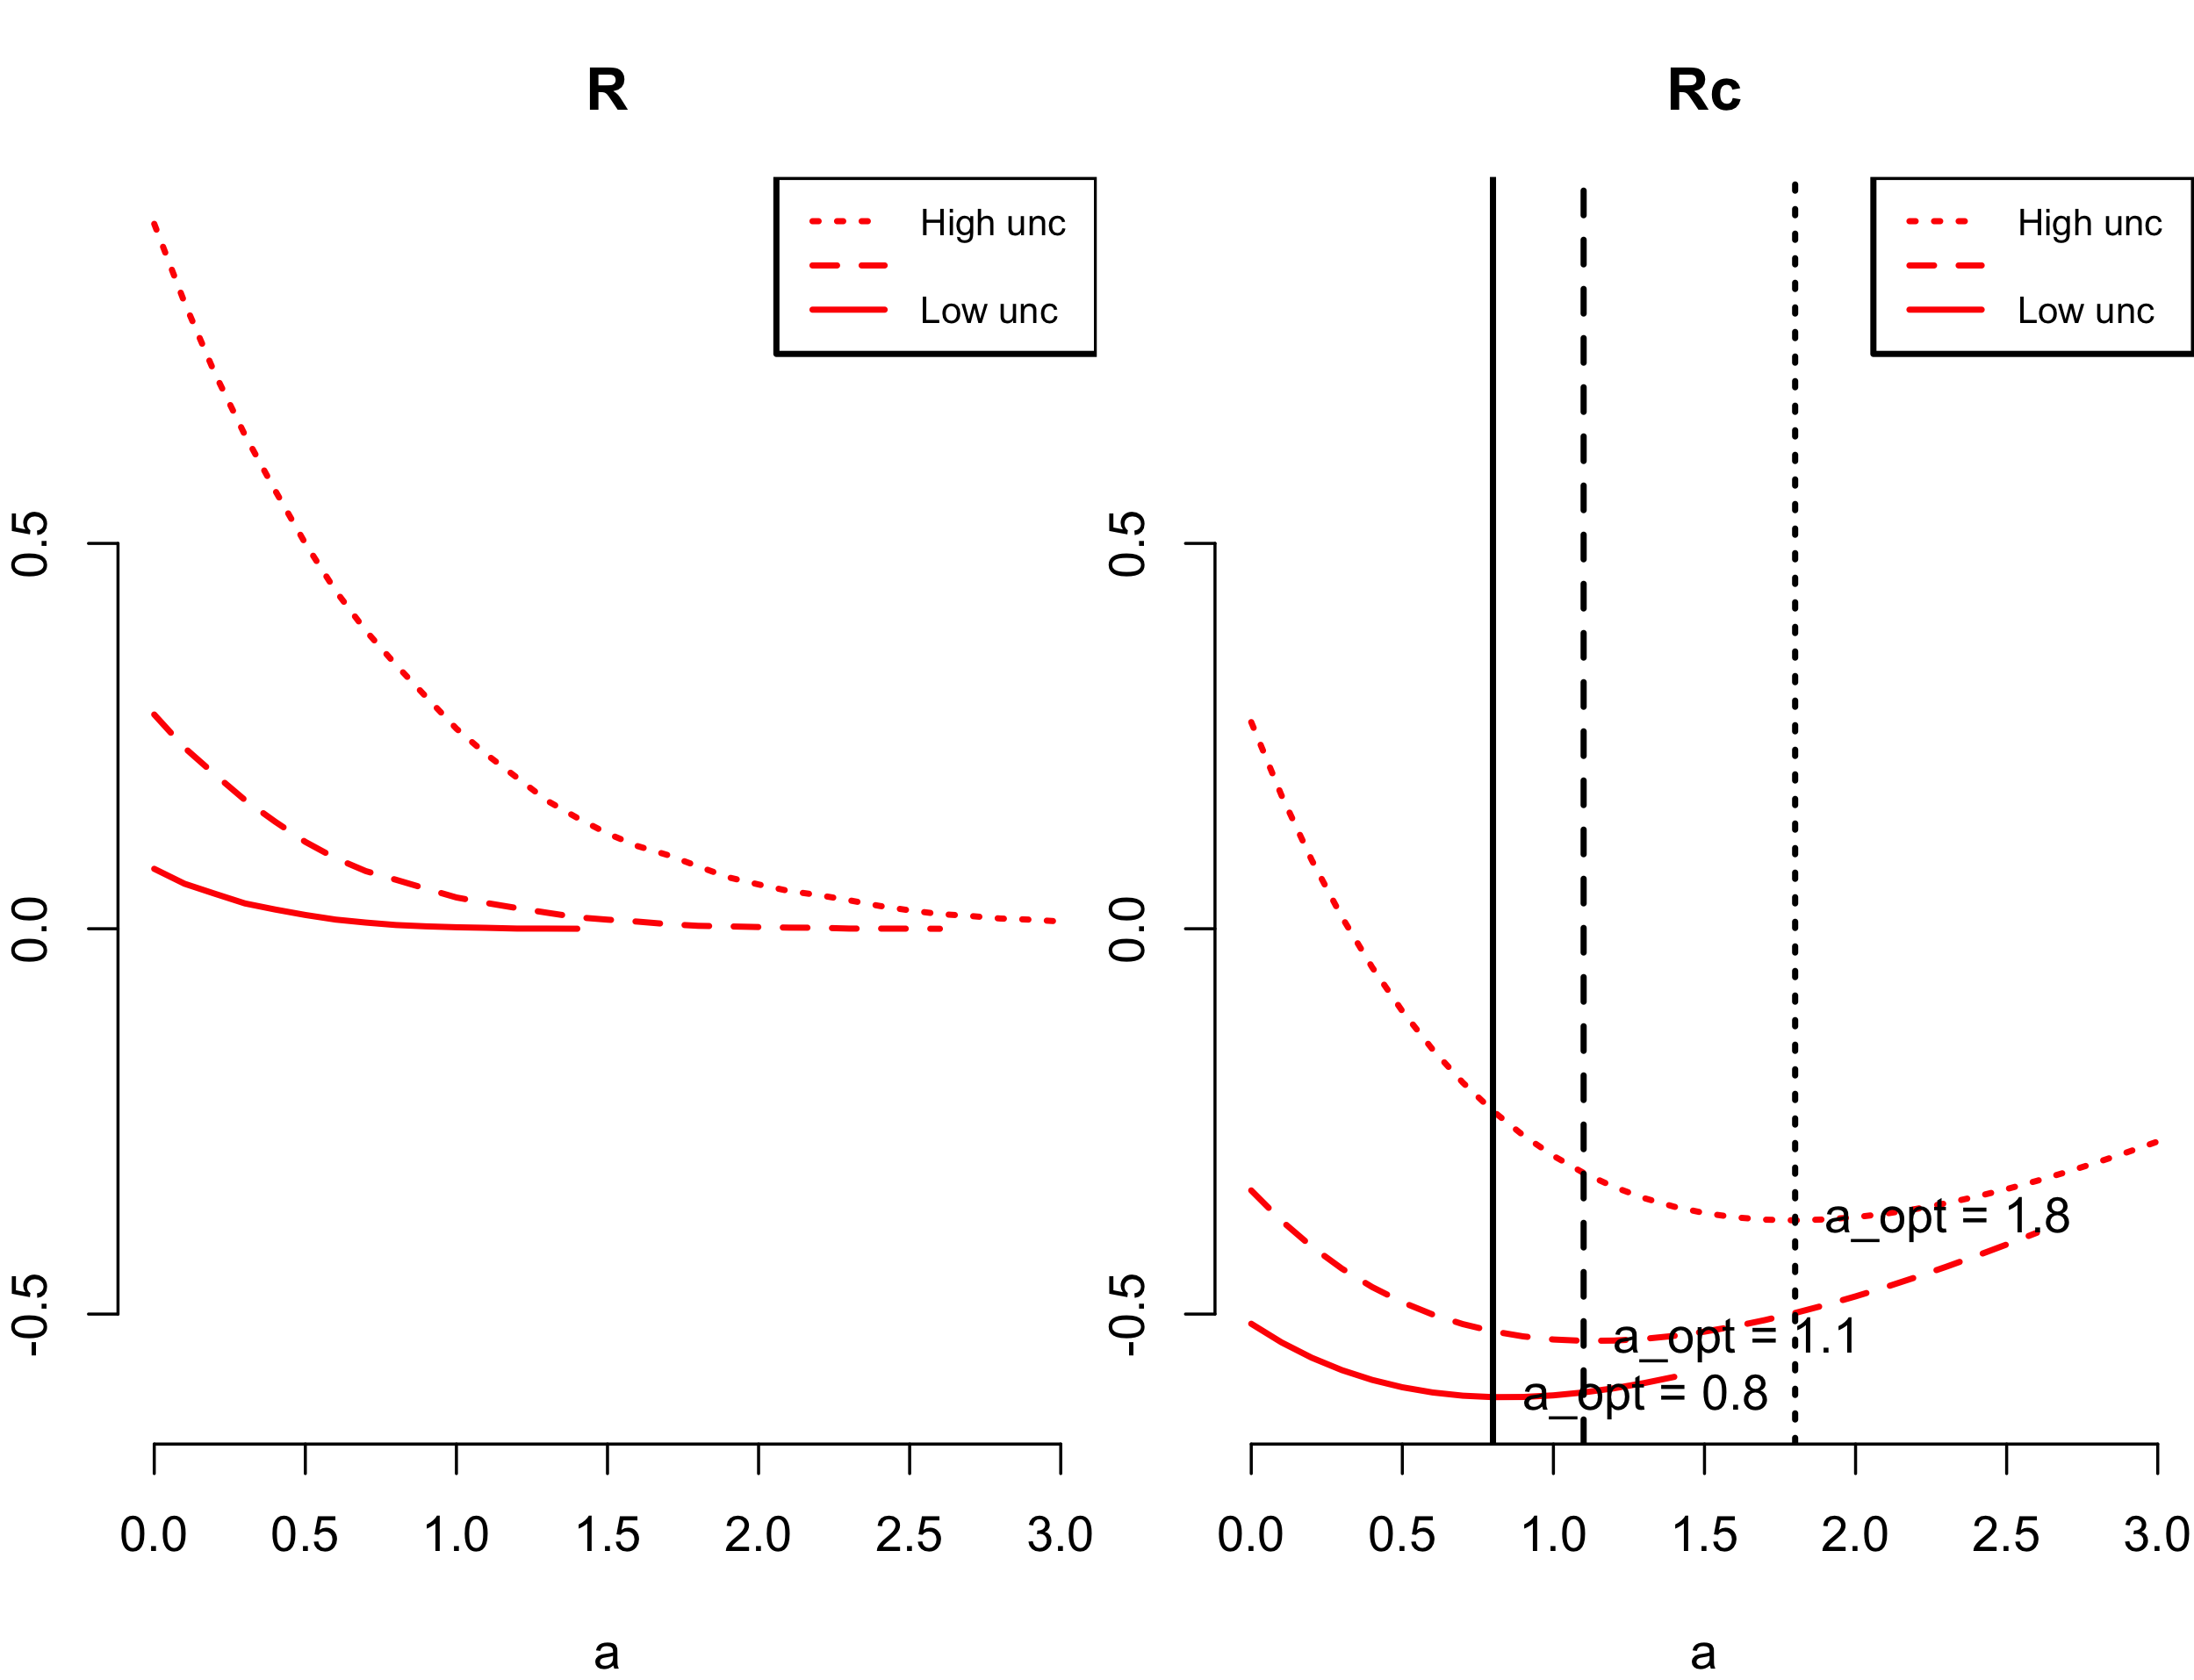 R
High unc
Low unc
0.5
0.0
-0.5
0.0 0.5 1.0 1.5 2.0 2.5 3.0
a
Rc
High unc
Low unc
0.5
0.0
-0.5
a_opt = 1.8
a_opt = 1.1
a_opt = 0.8
0.0 0.5 1.0 1.5 2.0 2.5 3.0
a